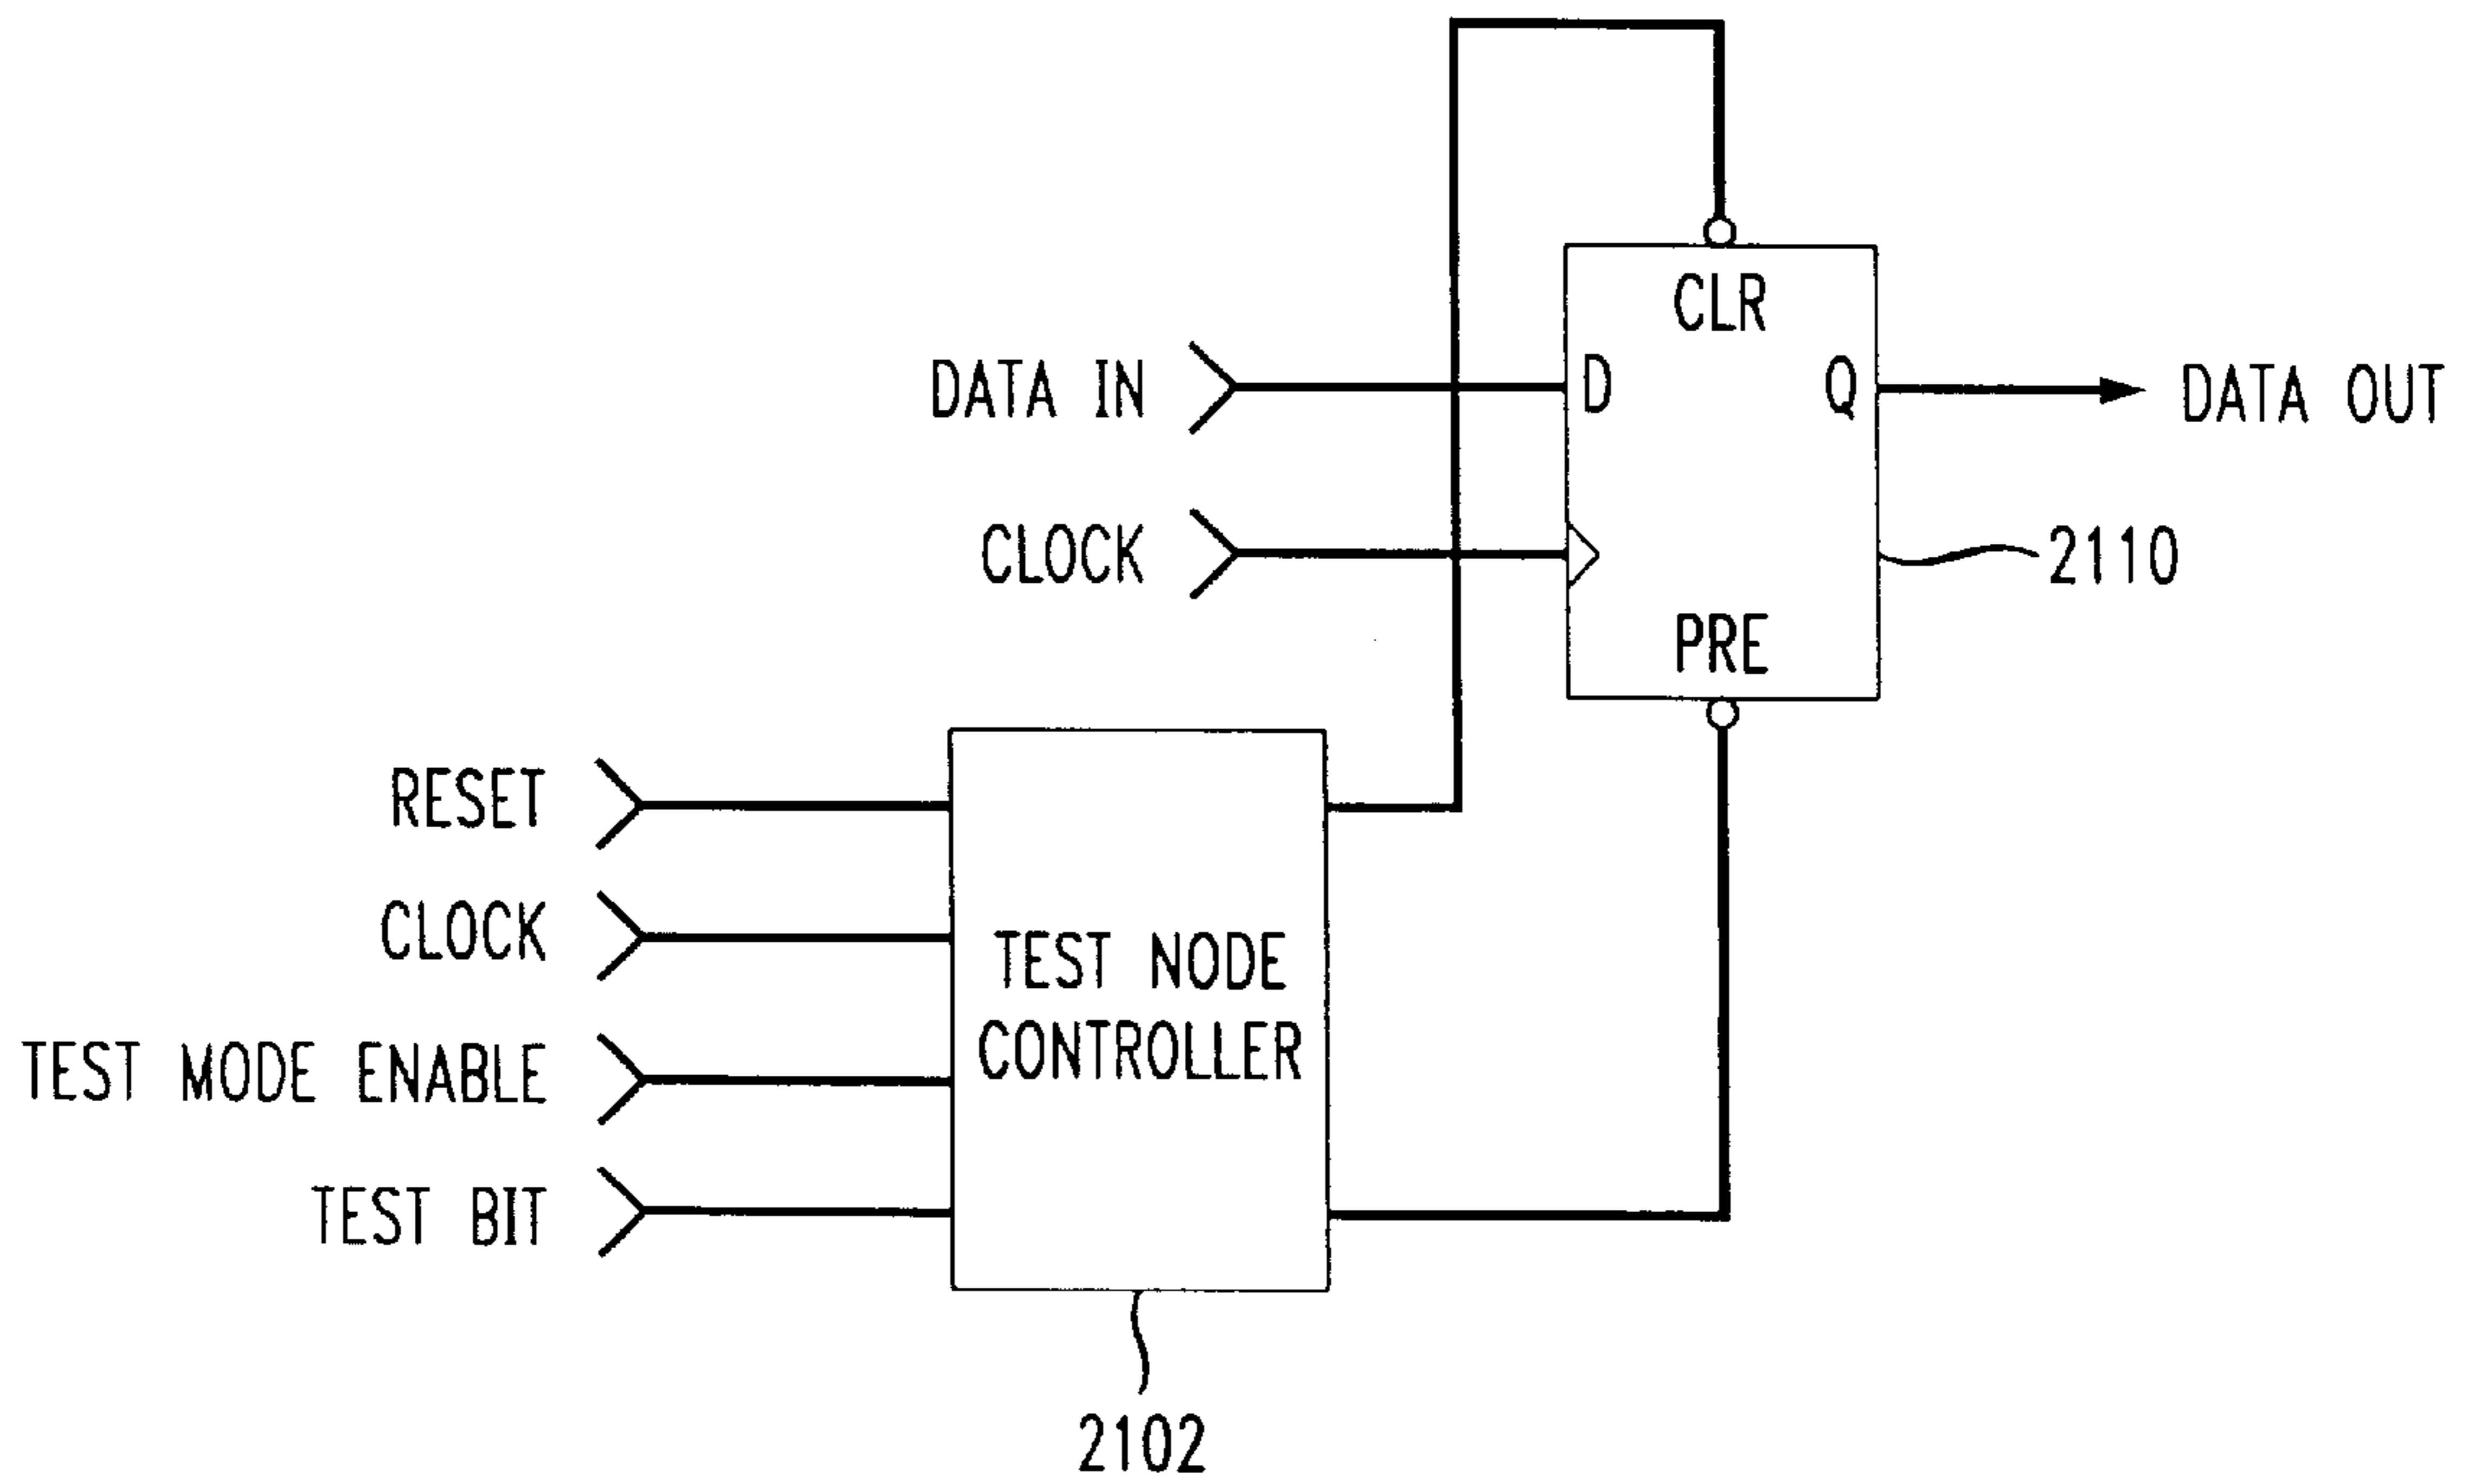 CLR
DATA IN
D
Q
DATA OUT
CLOCK
2110
PRE
RESET
CLOCK
TEST NODE
CONTROLLER
TEST MODE ENABLE
TEST BIT
2102